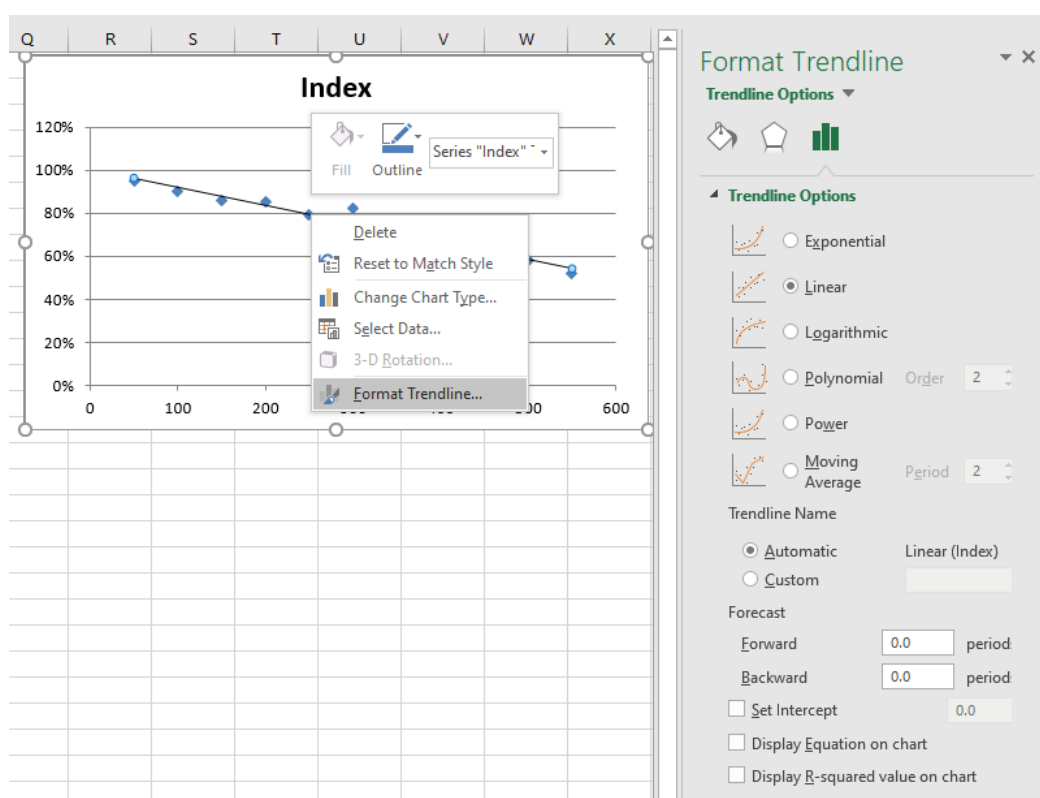 Q R S T U V W X
Index
120%
100%
80%
60%
40%
20%
0%
0 100 200 600
Fill Outline Series "Index"
Delete
Reset to Match Style
Change Chart Type...
Select Data...
3-D Rotation...
Format Trendline...
Format Trendline
Trendline Options
Trendline Options
Exponential
Linear
Logarithmic
Polynomial Order 2
Power
Moving
Average Period 2
Trendline Name
Automatic Linear (Index)
Custom
Forecast
Forward 0.0 period
Backward 0.0 period
Set Intercept 0.0
Display Equation on chart
Display R-squared value on chart